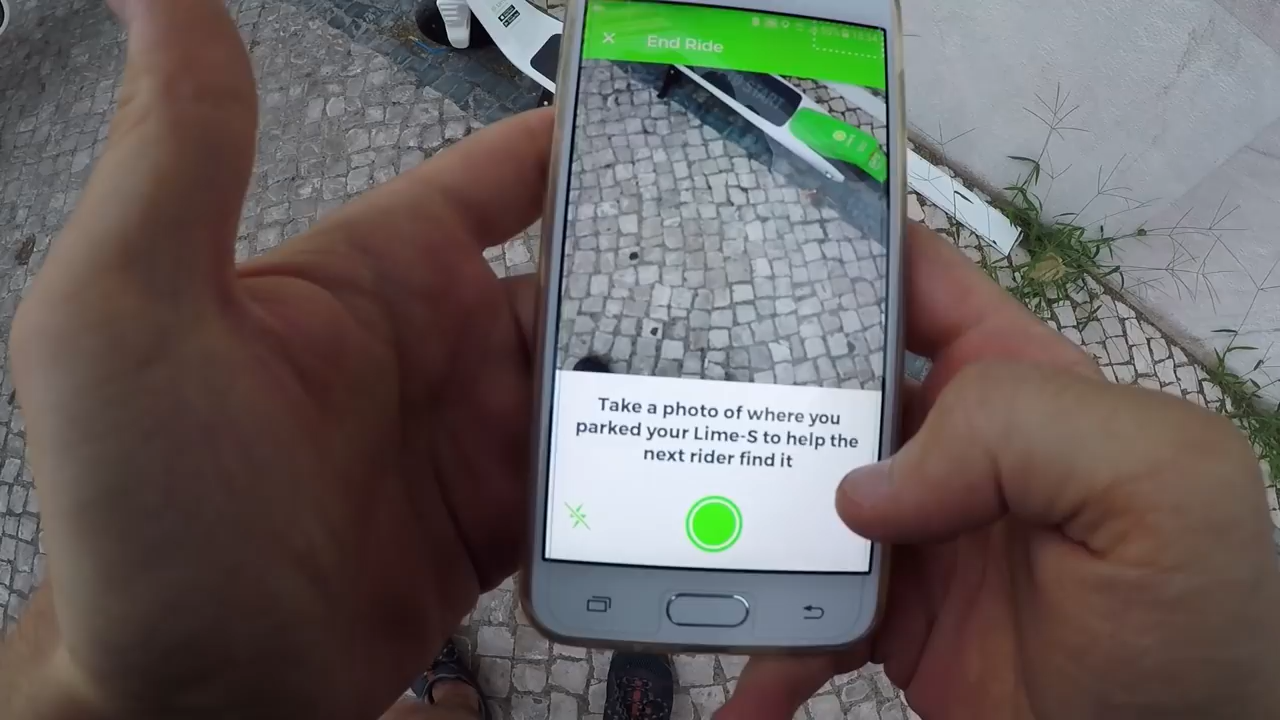 End Ride
Take a photo of where you
parked your Lime-S to help the
next rider find it